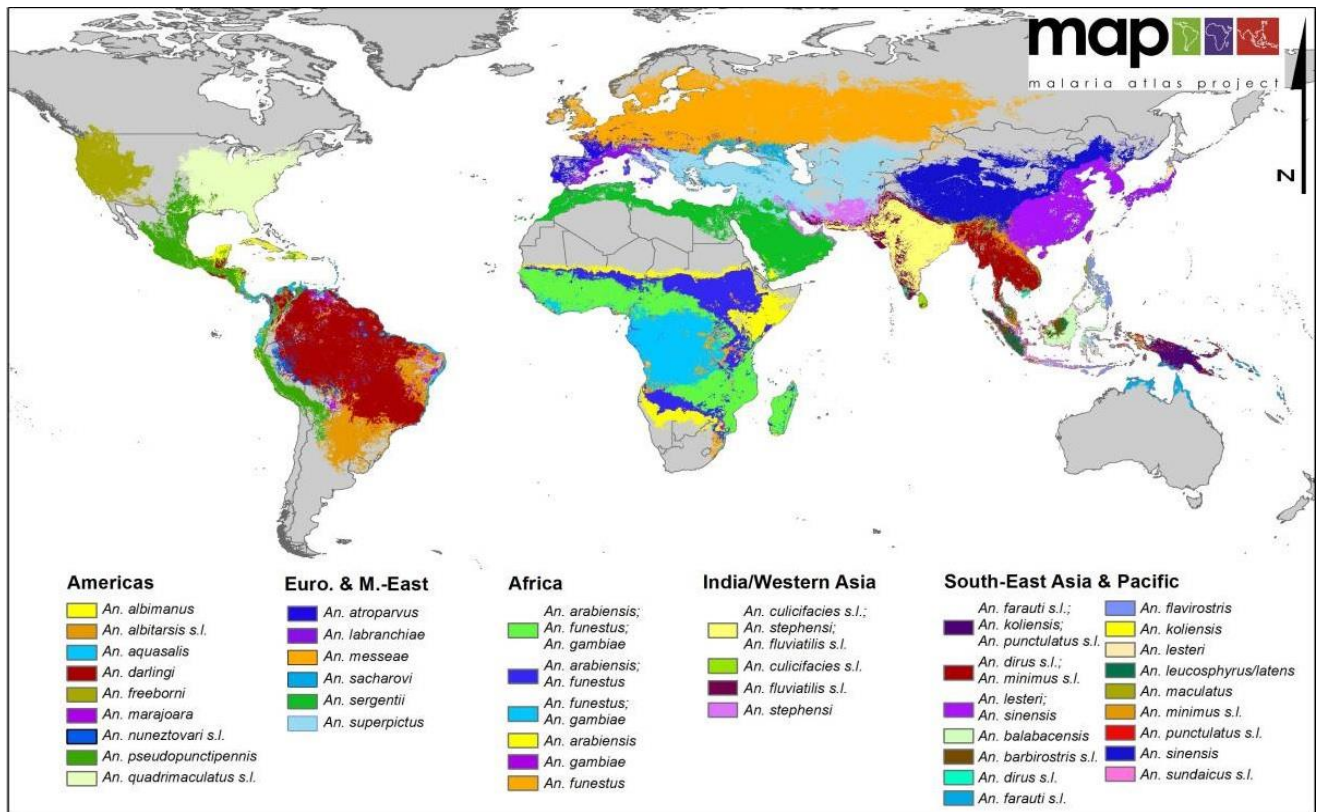 map
malaria atlas project
N
Americas
An. albimanus
An. albitarsis s.l.
An. aquasalis
An. darlingi
An. freeborni
An. marajoara
An. nuneztovari s.l.
An. pseudopunctipennis
An. quadrimaculatus s.l.
Euro. & M.-East
An. atroparvus
An. labranchiae
An. messeae
An. sacharovi
An. sergentii
An. superpictus
Africa
An. arabiensis;
An. funestus;
An. gambiae
An. arabiensis;
An. funestus
An. funestus;
An. gambiae
An. arabiensis
An. gambiae
An. funestus
India/Western Asia
An. culicifacies s.l.;
An. stephensi;
An. fluviatilis s.l.
An. culicifacies s.l.
An. fluviatilis s.l.
An. stephensi
South-East Asia & Pacific
An. farauti s.l.;
An. koliensis;
An. punctulatus s.l.
An. dirus s.l.;
An. minimus s.l.
An. lesteri;
An. sinensis
An. balabacensis
An. barbirostris s.l.
An. dirus s.l.
An. farauti s.l.
An. flavirostris
An. koliensis
An. lesteri
An. leucosphyrus/latens
An. maculatus
An. minimus s.l.
An. punctulatus s.l.
An. sinensis
An. sundaicus s.l.